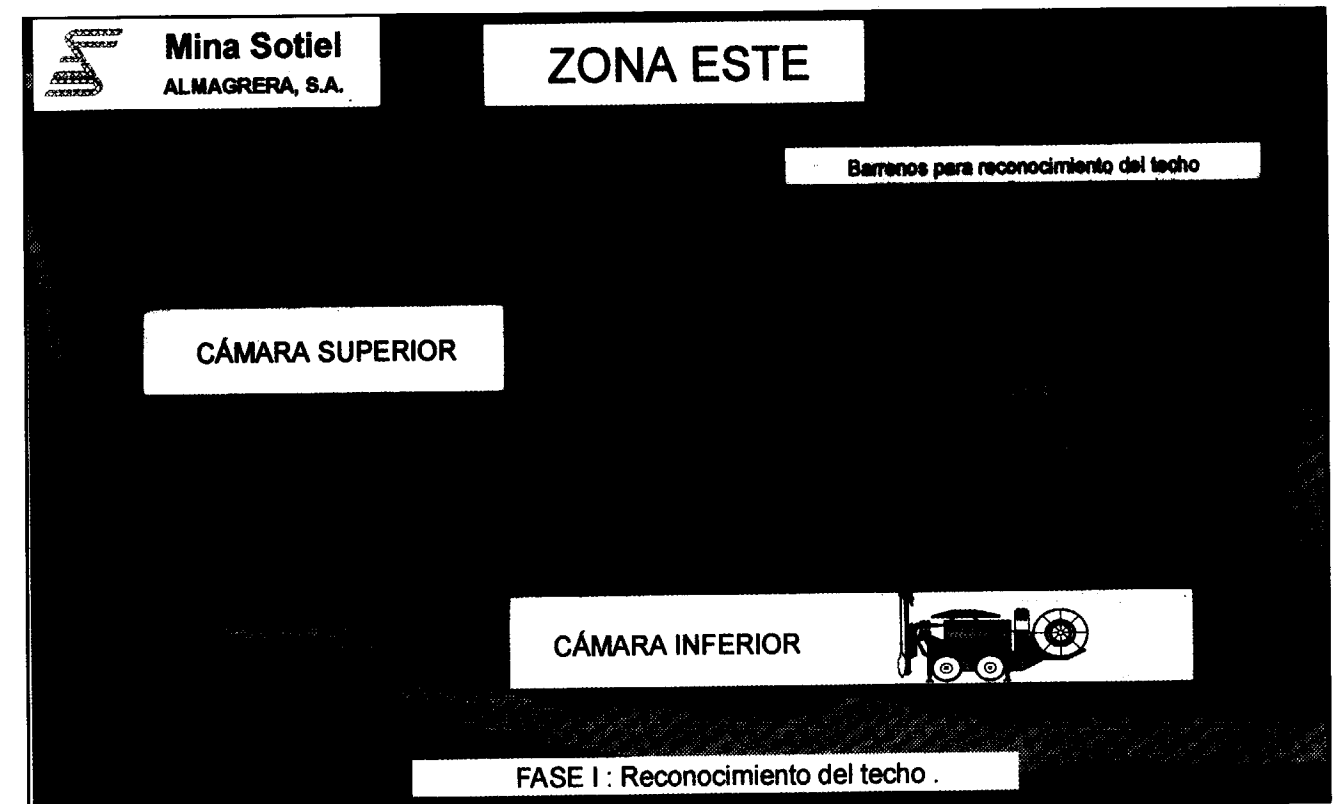 Mina Sotiel
ALMAGRERA, S.A.
ZONA ESTE
Barrenos para reconocimiento del techo
CÁMARA SUPERIOR
CÁMARA INFERIOR
FASE I : Reconocimiento del techo .